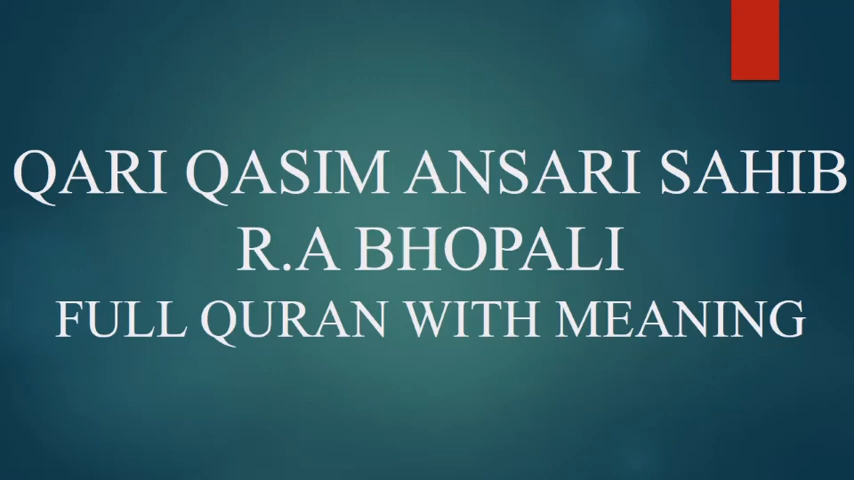 QARI QASIM ANSARI SAHIB
R.A BHOPALI
FULL QURAN WITH MEANING